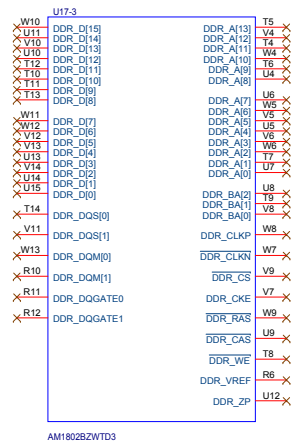 U17-3
W10 DDR_D[15] DDR_A[13] T5
U11 DDR_D[14] DDR_A[12] V4
V10 DDR_D[13] DDR_A[11] T4
U10 DDR_D[12] DDR_A[10] W4
T12 DDR_D[11] DDR_A[9] T6
T10 DDR_D[10] DDR_A[8] U4
T11 DDR_D[9]
T13 DDR_D[8] DDR_A[7] U6
DDR_A[6] W5
W11 DDR_D[7] DDR_A[5] V5
W12 DDR_D[6] DDR_A[4] U5
V12 DDR_D[5] DDR_A[3] V6
V13 DDR_D[4] DDR_A[2] W6
U13 DDR_D[3] DDR_A[1] T7
V14 DDR_D[2] DDR_A[0] U7
U14 DDR_D[1]
U15 DDR_D[0] DDR_BA[2] U8
DDR_BA[1] T9
T14 DDR_DQS[0] DDR_BA[0] V8
V11 DDR_DQS[1] DDR_CLKP W8
W13 DDR_DQM[0] DDR_CLKN W7
R10 DDR_DQM[1] DDR_CS V9
R11 DDR_DQGATE0 DDR_CKE V7
R12 DDR_DQGATE1 DDR_RAS W9
DDR_CAS U9
DDR_WE T8
DDR_VREF R6
DDR_ZP U12
AM1802BZWTD3